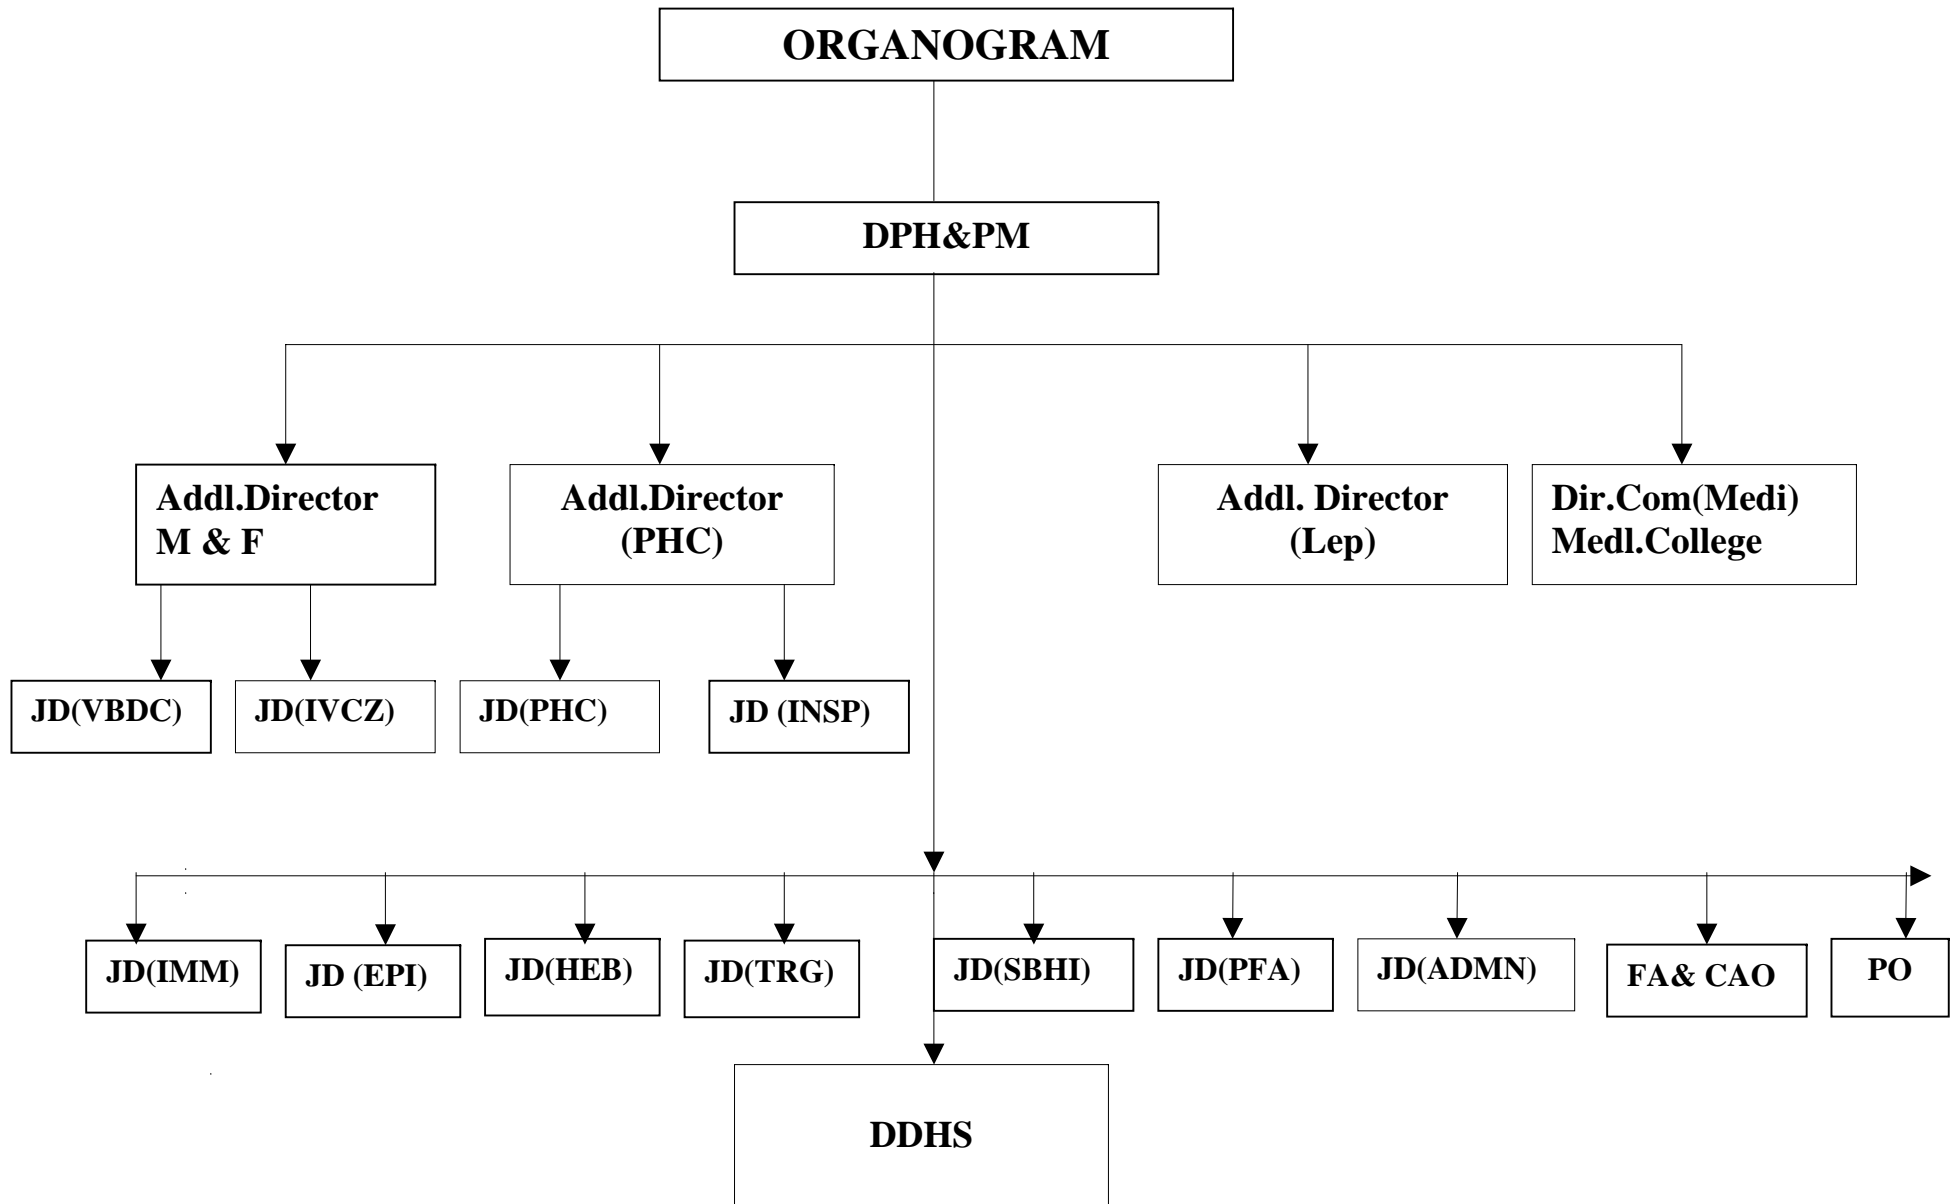 ORGANOGRAM
DPH&PM
Addl.Director
M & F
Addl.Director
(PHC)
Addl. Director
(Lep)
Dir.Com(Medi)
Medl.College
JD(VBDC)
JD(IVCZ)
JD(PHC)
JD (INSP)
JD(IMM)
JD (EPI)
JD(HEB)
JD(TRG)
JD(SBHI)
JD(PFA)
JD(ADMN)
FA& CAO
PO
DDHS